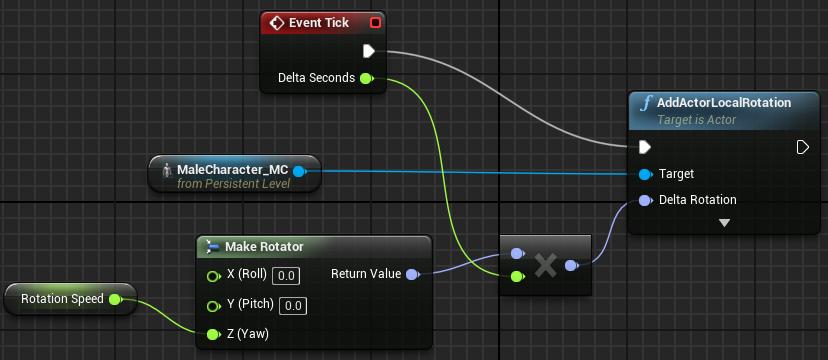 Event Tick
Delta Seconds
AddActorLocalRotation
Target is Actor
Target
Delta Rotation
MaleCharacter_MC
from Persistent Level
Make Rotator
X (Roll) 0.0 Return Value
Y (Pitch) 0.0
Z (Yaw)
Rotation Speed